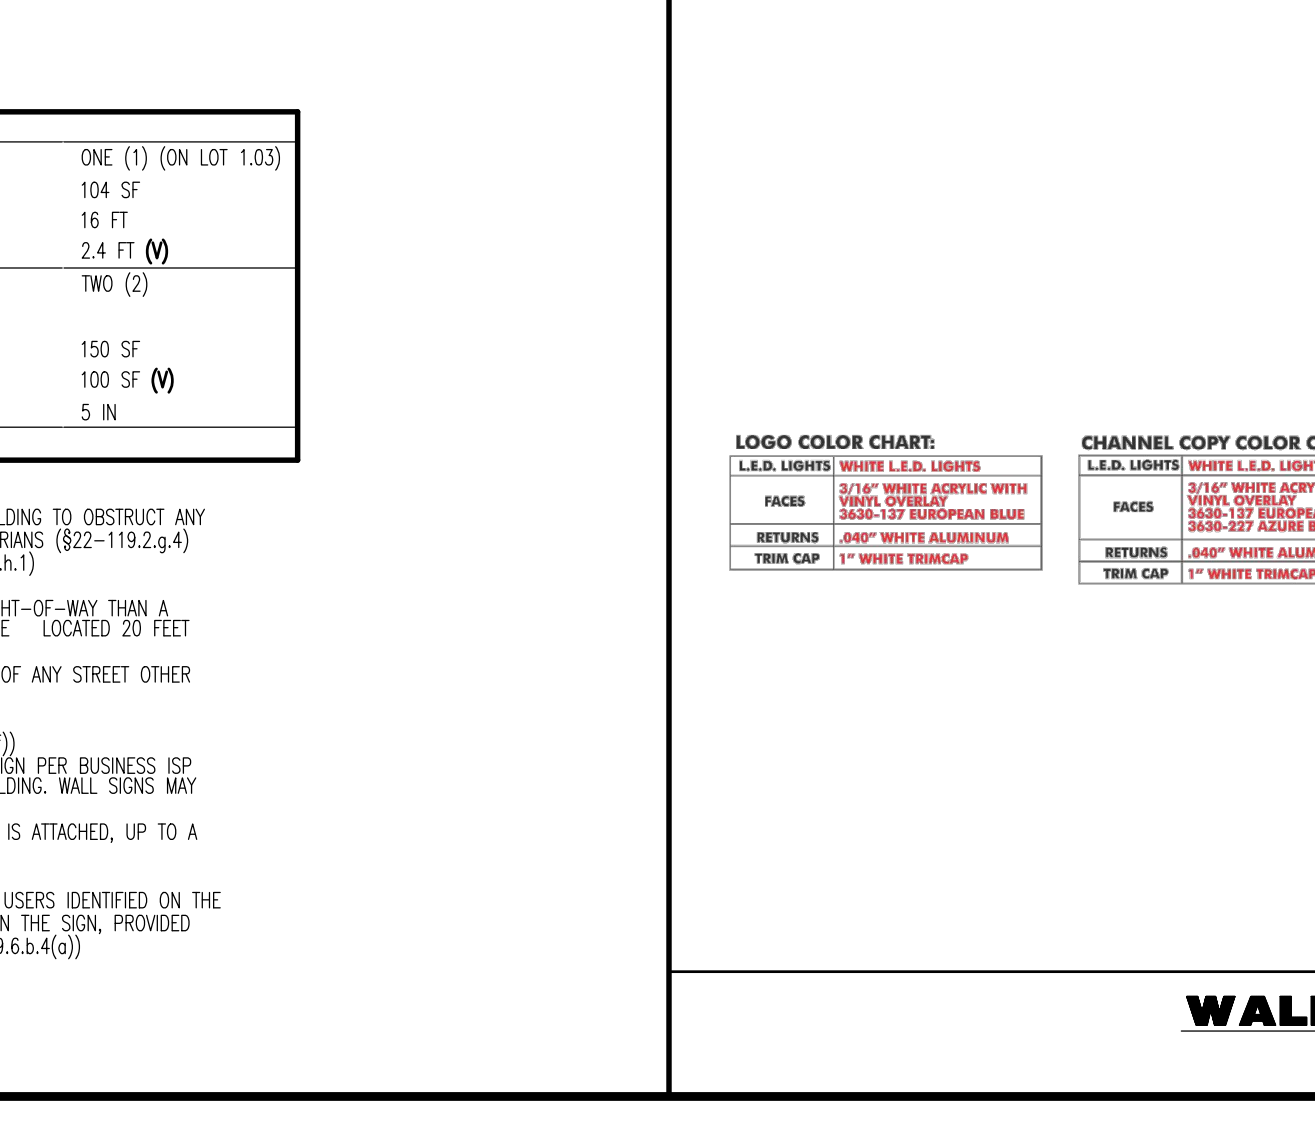 ONE (1) (ON LOT 1.03)
104 SF
16 FT
2.4 FT (V)
TWO (2)
150 SF
100 SF (V)
5 IN
LDING TO OBSTRUCT ANY
RIANS (§22-119.2.g.4)
.h.1)
HT-OF-WAY THAN A
E LOCATED 20 FEET
OF ANY STREET OTHER
))
IGN PER BUSINESS ISP
LDING. WALL SIGNS MAY
IS ATTACHED, UP TO A
USERS IDENTIFIED ON THE
N THE SIGN, PROVIDED
9.6.b.4(a))
LOGO COLOR CHART:
L.E.D. LIGHTS WHITE L.E.D. LIGHTS
FACES
3/16" WHITE ACRYLIC WITH
VINYL OVERLAY
3630-137 EUROPEAN BLUE
RETURNS .040" WHITE ALUMINUM
TRIM CAP 1" WHITE TRIMCAP
CHANNEL COPY COLOR C
L.E.D. LIGHTS WHITE L.E.D. LIGH
FACES
3/16" WHITE ACRY
VINYL OVERLAY
3630-137 EUROPEA
3630-227 AZURE B
RETURNS .040" WHITE ALUM
TRIM CAP 1" WHITE TRIMCAP
WALL